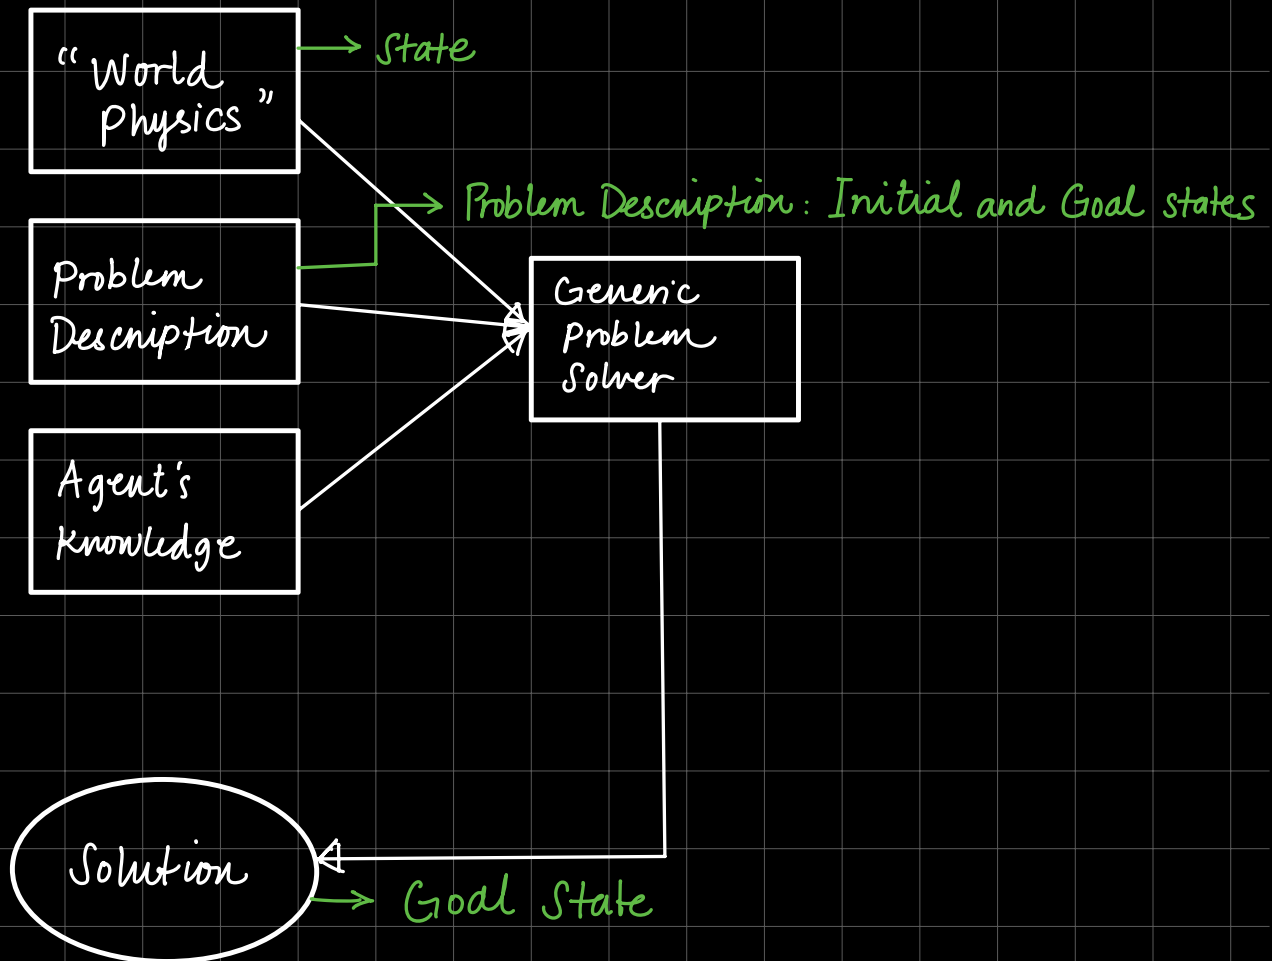 “World
Physics”
State
Problem Description: Initial and Goal states
Problem
Description
Generic
Problem
Solver
Agent's
Knowledge
Solution
Goal State